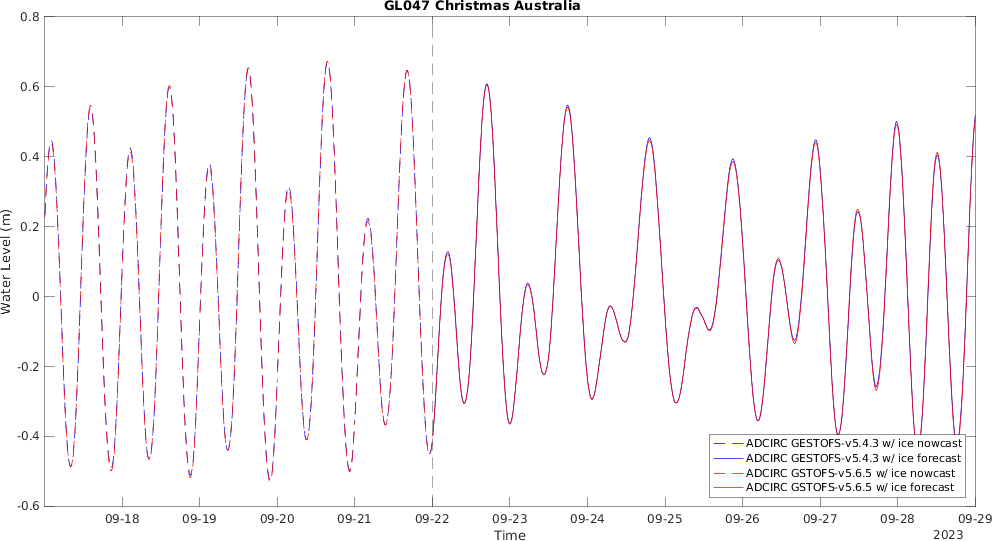 GL047 Christmas Australia
0.8
0.6
0.4
0.2
0
-0.2
-0.4
-0.6
Water Level (m)
ADCIRC GESTOFS-v5.4.3 w/ ice nowcast
ADCIRC GESTOFS-v5.4.3 w/ ice forecast
ADCIRC GSTOFS-v5.6.5 w/ ice nowcast
ADCIRC GSTOFS-v5.6.5 w/ ice forecast
09-18 09-19 09-20 09-21 09-22 09-23 09-24 09-25 09-26 09-27 09-28 09-29
Time
2023